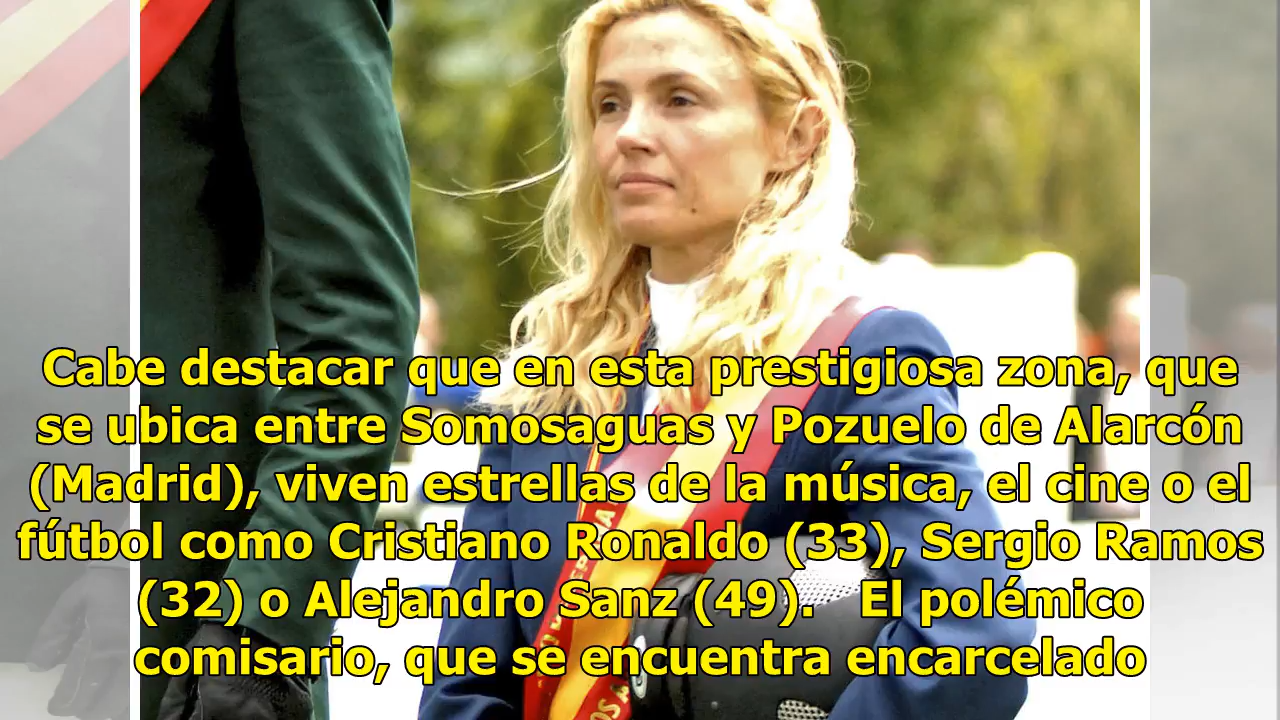 Cabe destacar que en esta prestigiosa zona, que
se ubica entre Somosaguas y Pozuelo de Alarcón
(Madrid), viven estrellas de la música, el cine o el
fútbol como Cristiano Ronaldo (33), Sergio Ramos
(32) o Alejandro Sanz (49).   El polémico
comisario, que se encuentra encarcelado